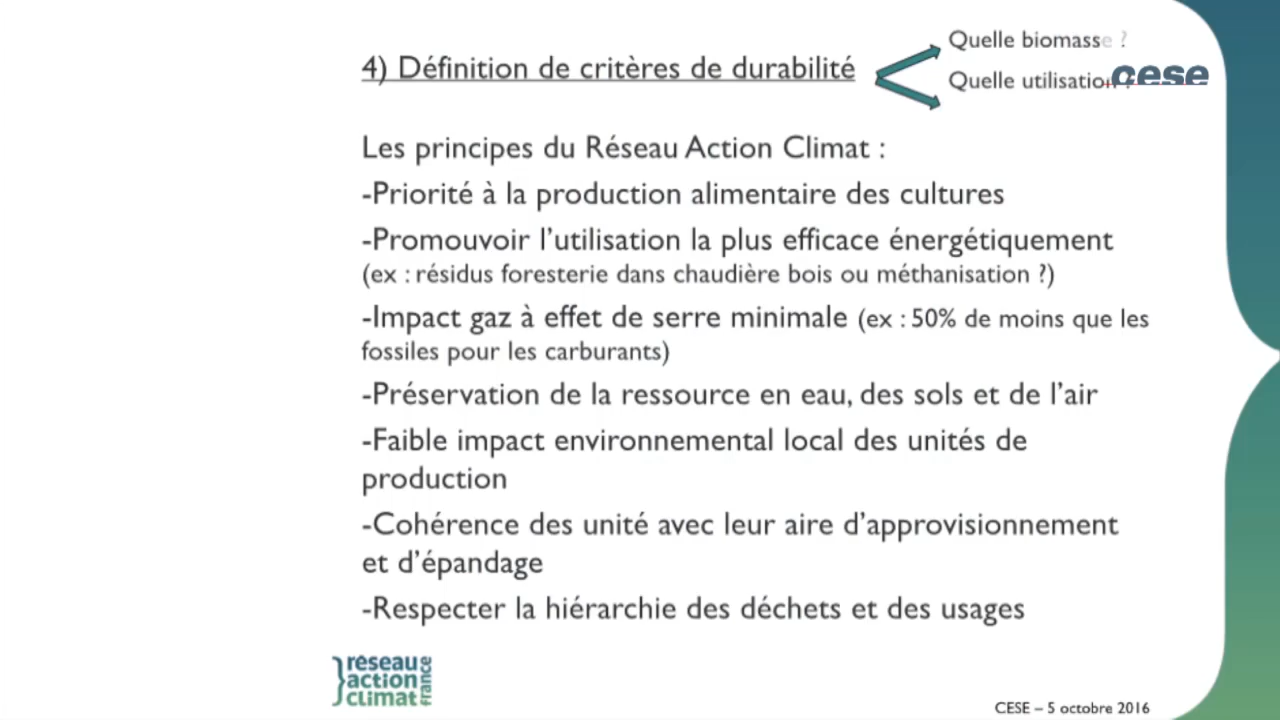 4) Définition de critères de durabilité
Quelle biomasse ?
Quelle utilisation ?
cese
Les principes du Réseau Action Climat :
-Priorité à la production alimentaire des cultures
-Promouvoir l'utilisation la plus efficace énergétiquement
(ex : résidus foresterie dans chaudière bois ou méthanisation ?)
-Impact gaz à effet de serre minimale (ex : 50% de moins que les
fossiles pour les carburants)
-Préservation de la ressource en eau, des sols et de l'air
-Faible impact environnemental local des unités de
production
-Cohérence des unité avec leur aire d'approvisionnement
et d'épandage
-Respecter la hiérarchie des déchets et des usages
réseau
action
climat
france
CESE – 5 octobre 2016